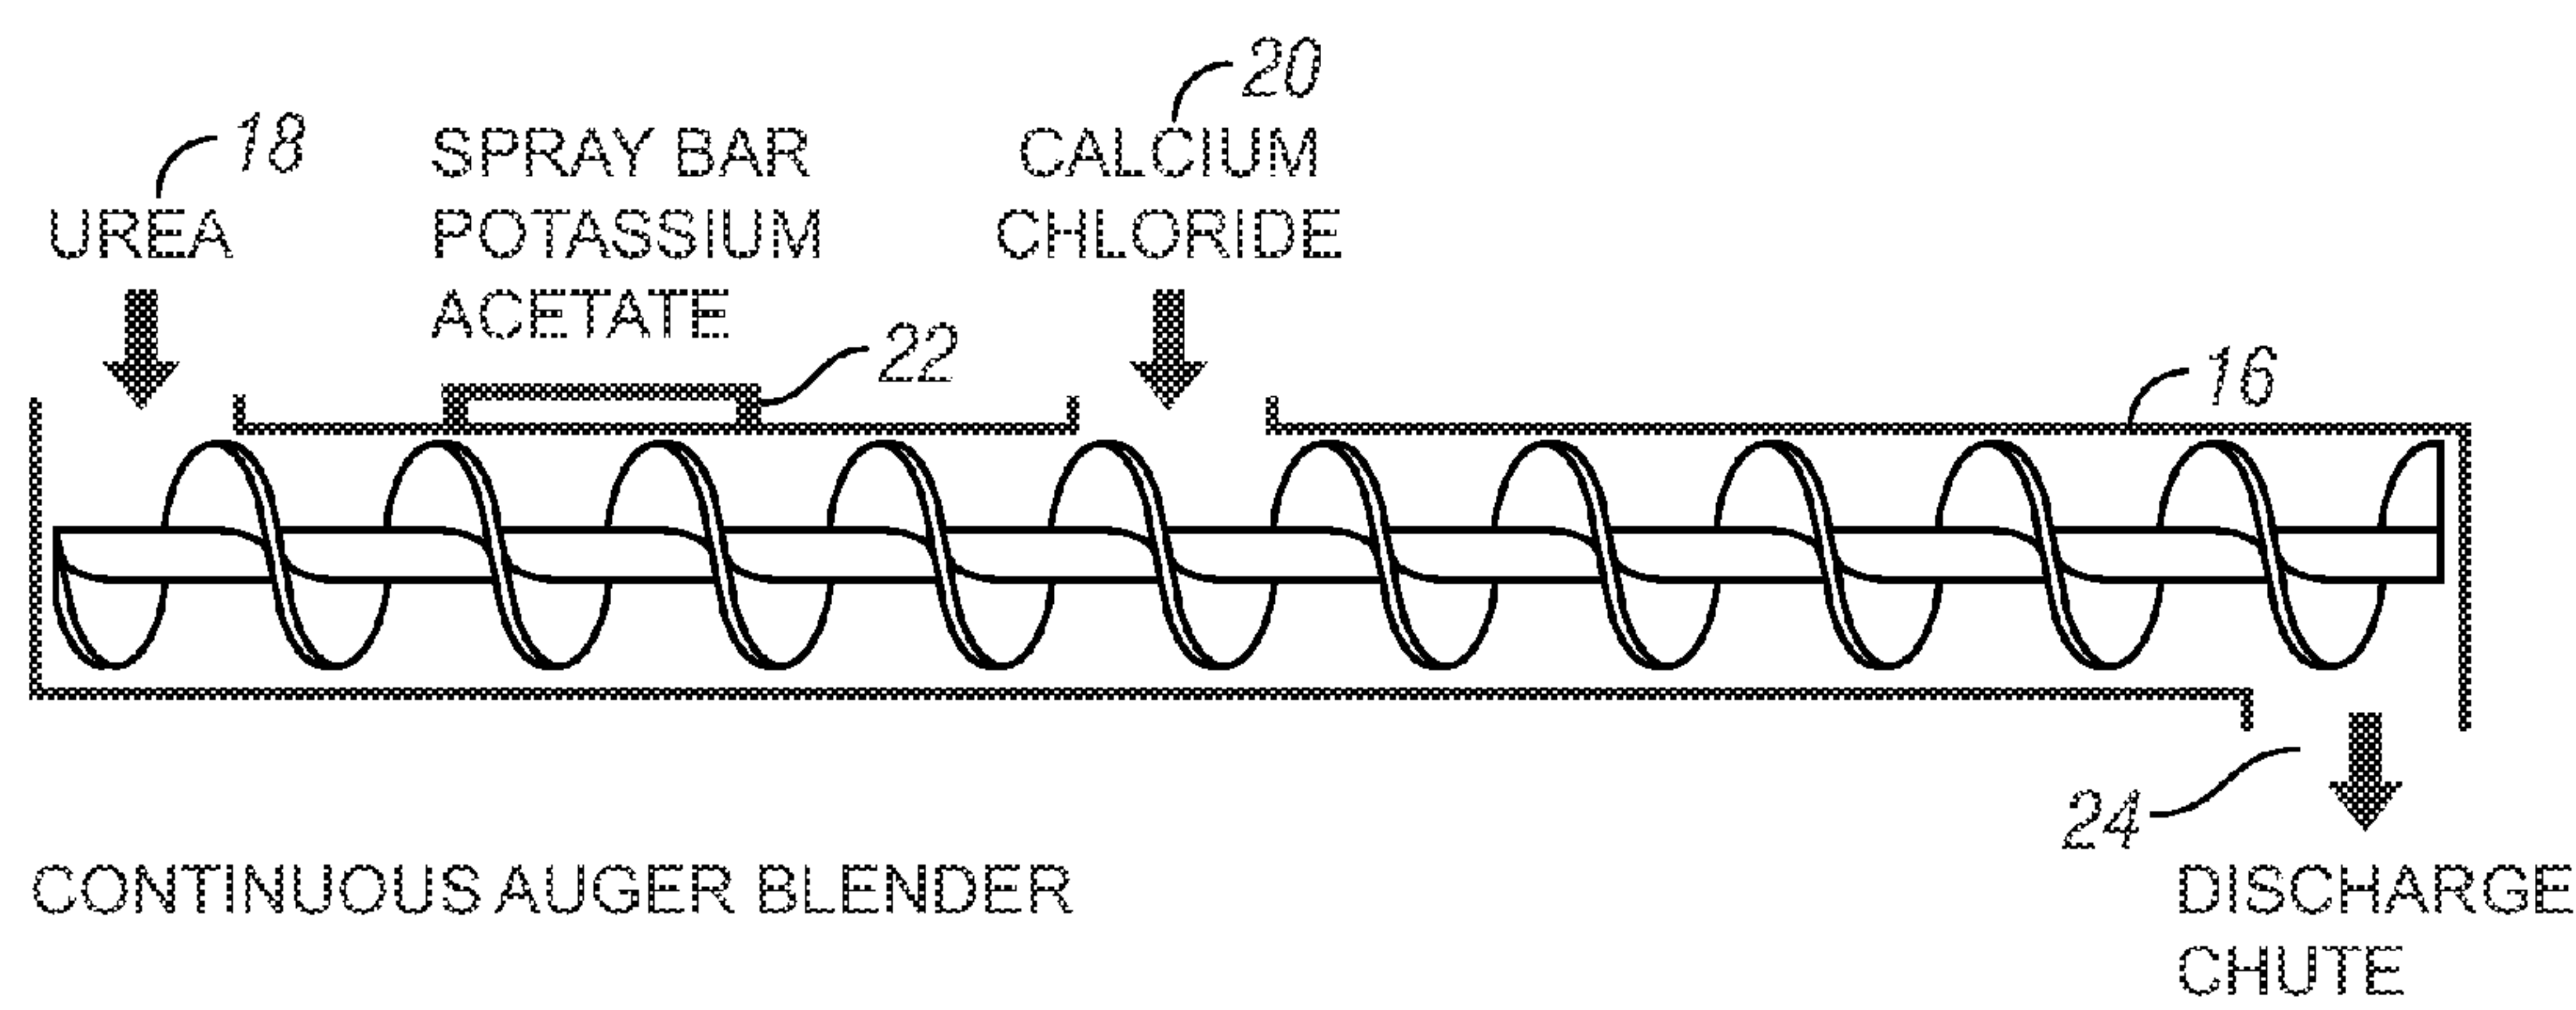 20
18
SPRAY BAR
POTASSIUM
ACETATE
CALCIUM
CHLORIDE
UREA
22
16
24
CONTINUOUS AUGER BLENDER
DISCHARGE
CHUTE